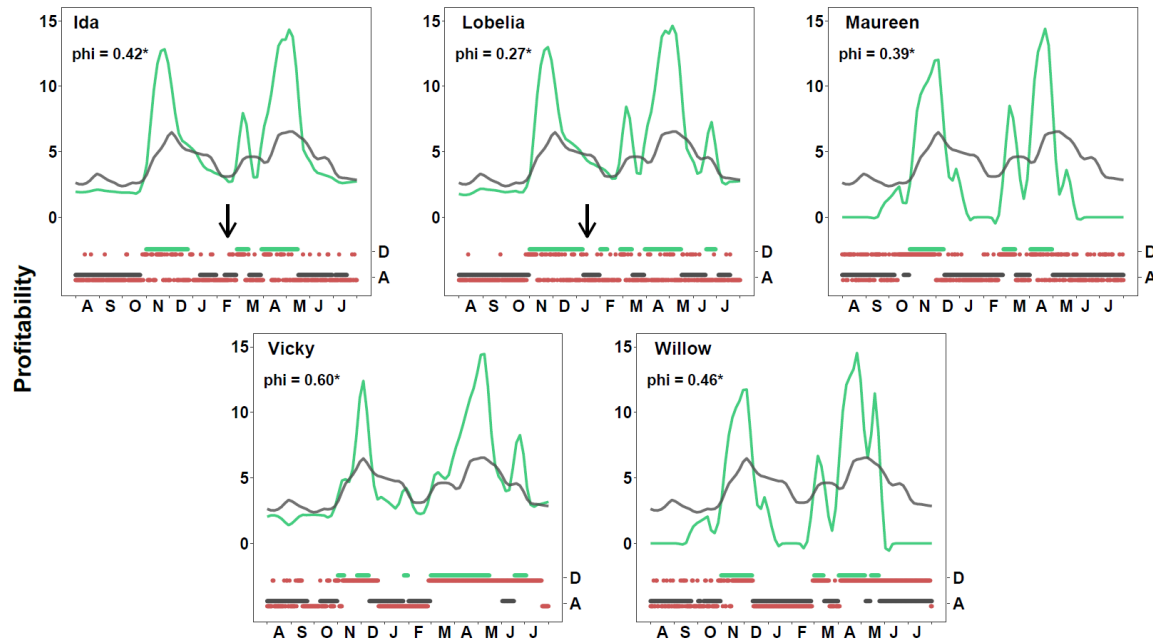 Profitability
Ida
phi = 0.42*
15
10
5
0
D
A
A S O N D J F M A M J J
Lobelia
phi = 0.27*
15
10
5
0
D
A
A S O N D J F M A M J J
Maureen
phi = 0.39*
15
10
5
0
D
A
A S O N D J F M A M J J
Vicky
phi = 0.60*
15
10
5
0
D
A
A S O N D J F M A M J J
Willow
phi = 0.46*
15
10
5
0
D
A
A S O N D J F M A M J J